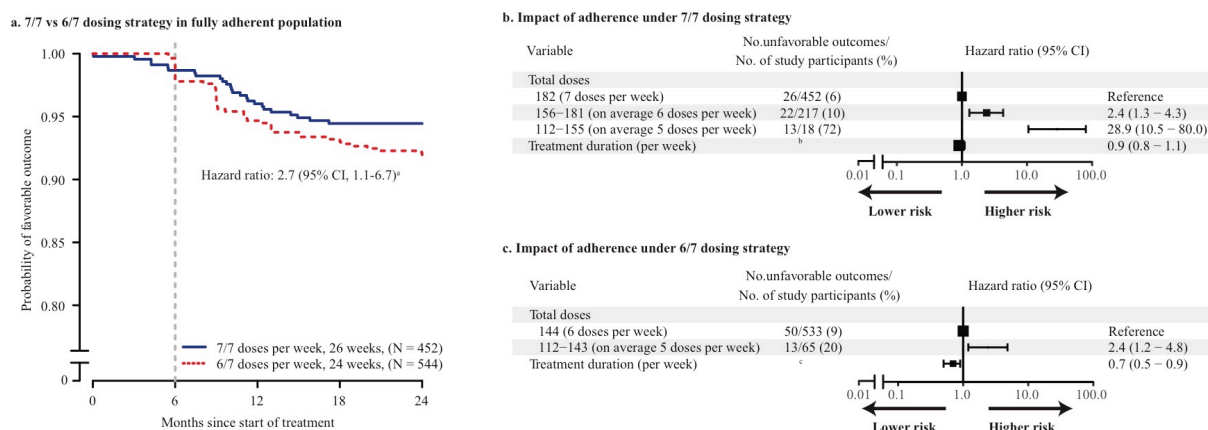 a. 7/7 vs 6/7 dosing strategy in fully adherent population
Probability of favorable outcome
1.00
0.95
0.90
0.85
0.80
0
Hazard ratio: 2.7 (95% CI, 1.1-6.7)a
7/7 doses per week, 26 weeks, (N = 452)
6/7 doses per week, 24 weeks, (N = 544)
0 6 12 18 24
Months since start of treatment
b. Impact of adherence under 7/7 dosing strategy
Variable No.unfavorable outcomes/ Hazard ratio (95% CI)
No. of study participants (%)
Total doses
182 (7 doses per week) 26/452 (6) Reference
156−181 (on average 6 doses per week) 22/217 (10) 2.4 (1.3 − 4.3)
112−155 (on average 5 doses per week) 13/18 (72) 28.9 (10.5 − 80.0)
Treatment duration (per week) b 0.9 (0.8 − 1.1)
0.01 0.1 1.0 10.0 100.0
Lower risk Higher risk
c. Impact of adherence under 6/7 dosing strategy
Variable No.unfavorable outcomes/ Hazard ratio (95% CI)
No. of study participants (%)
Total doses
144 (6 doses per week) 50/533 (9) Reference
112−143 (on average 5 doses per week) 13/65 (20) 2.4 (1.2 − 4.8)
Treatment duration (per week) c 0.7 (0.5 − 0.9)
0.01 0.1 1.0 10.0 100.0
Lower risk Higher risk